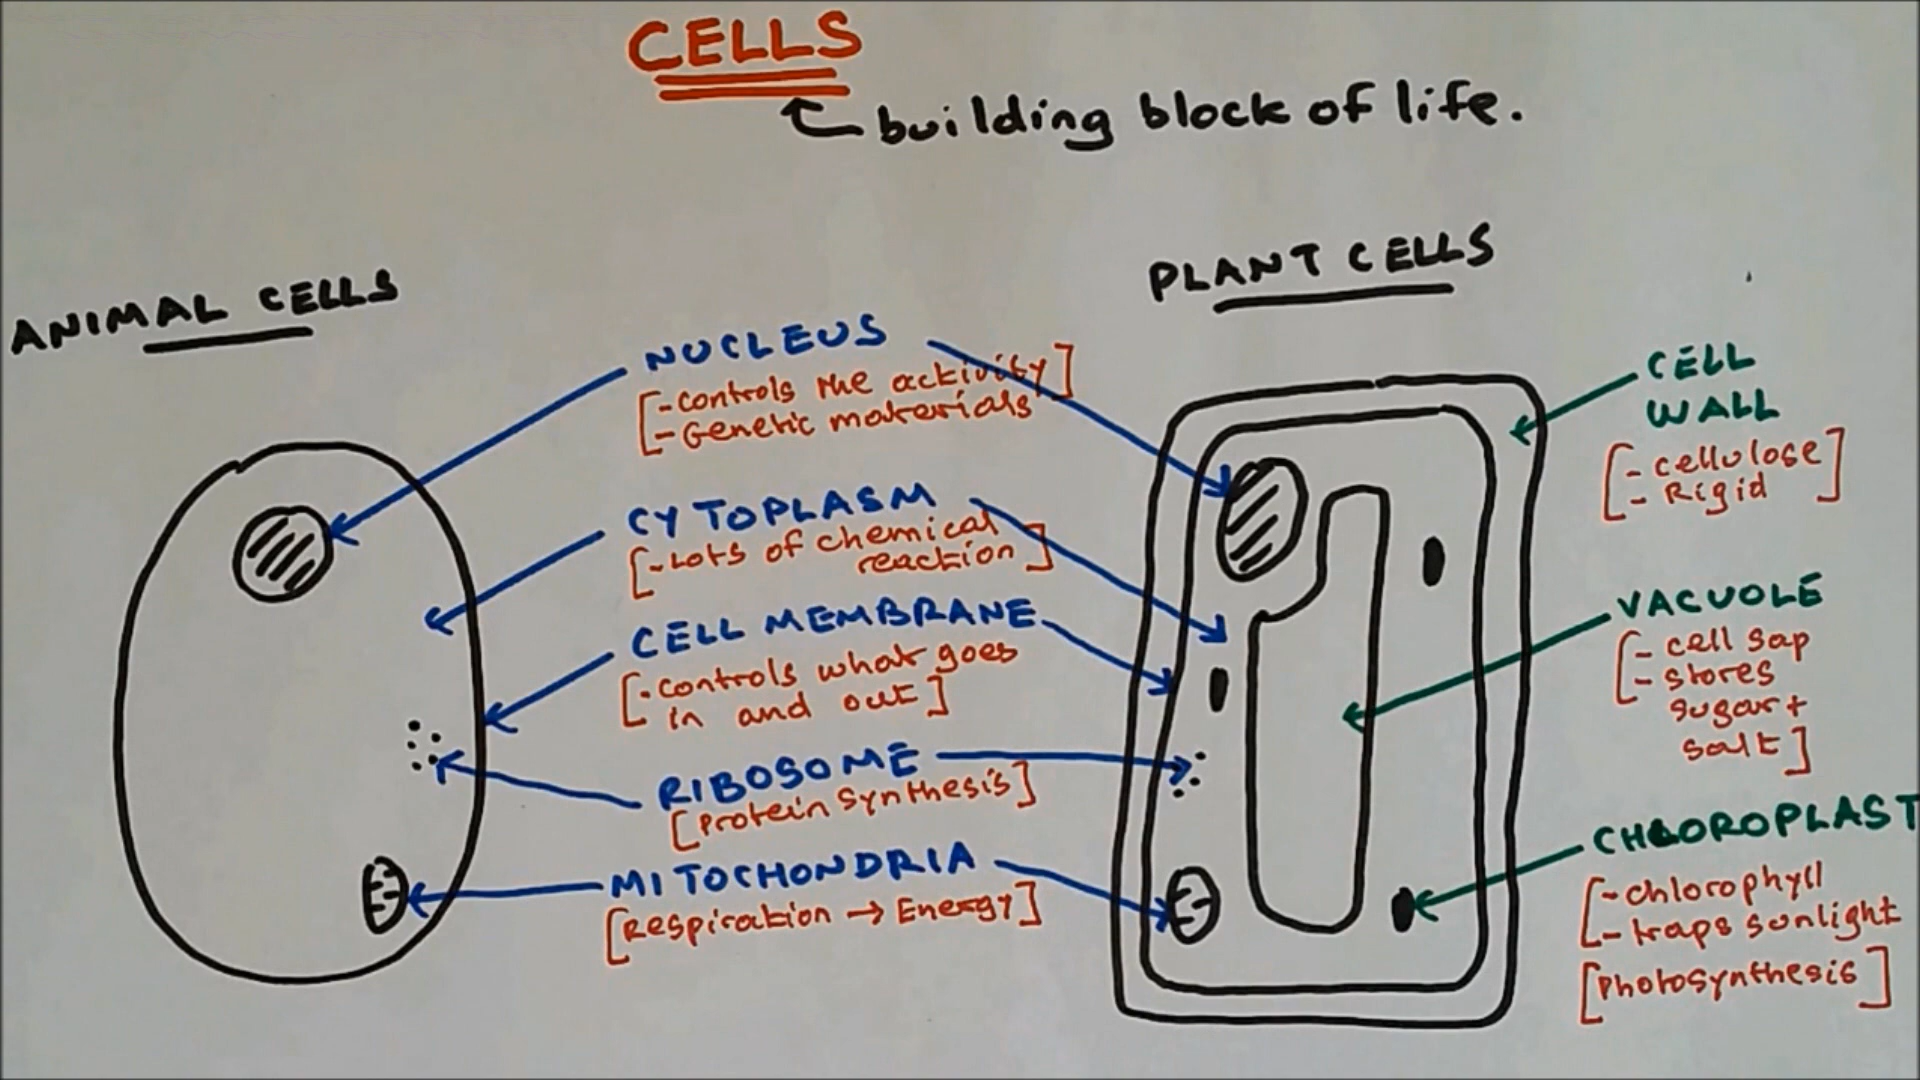 CELLS
building block of life.
ANIMAL CELLS
PLANT CELLS
NUCLEUS
[-controls the activity]
[-Genetic materials
CYTOPLASM
[-Lots of chemical
reaction]
CELL MEMBRANE
[-controls what goes
in and out]
RIBOSOME
[Protein synthesis]
MITOCHONDRIA
[Respiration → Energy]
CELL
WALL
[-cellulose]
- Rigid
VACUOLE
[- cell sap
- stores
sugar +
salt]
CHLOROPLAST
[-chlorophyll
- traps sunlight
[Photosynthesis]